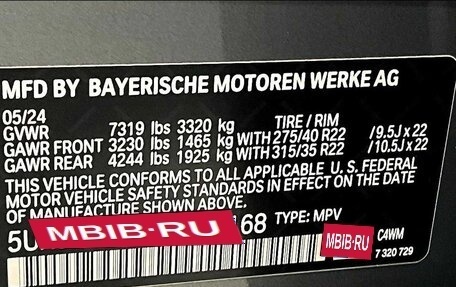 MFD BY BAYERISCHE MOTOREN WERKE AG
05/24 TIRE / RIM
GVWR 7319 lbs 3320 kg
GAWR FRONT 3230 lbs 1465 kg WITH 275/40 R22 / 9.5J x 22
GAWR REAR 4244 lbs 1925 kg WITH 315/35 R22 / 10.5J x 22
THIS VEHICLE CONFORMS TO ALL APPLICABLE U. S. FEDERAL
MOTOR VEHICLE SAFETY STANDARDS IN EFFECT ON THE DATE
OF MANUFACTURE SHOWN ABOVE.
5U MBIB.RU 168 TYPE: MPV
MBIB.RU C4WM
7 320 729